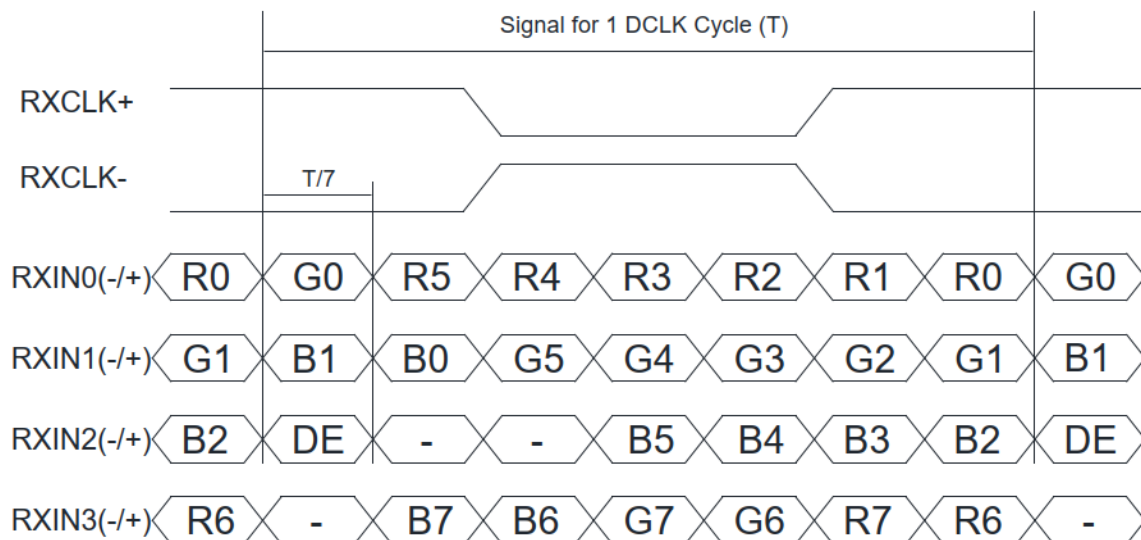 Signal for 1 DCLK Cycle (T)
RXCLK+
RXCLK-
T/7
RXIN0(-/+) R0 G0 R5 R4 R3 R2 R1 R0 G0
RXIN1(-/+) G1 B1 B0 G5 G4 G3 G2 G1 B1
RXIN2(-/+) B2 DE - - B5 B4 B3 B2 DE
RXIN3(-/+) R6 - B7 B6 G7 G6 R7 R6 -